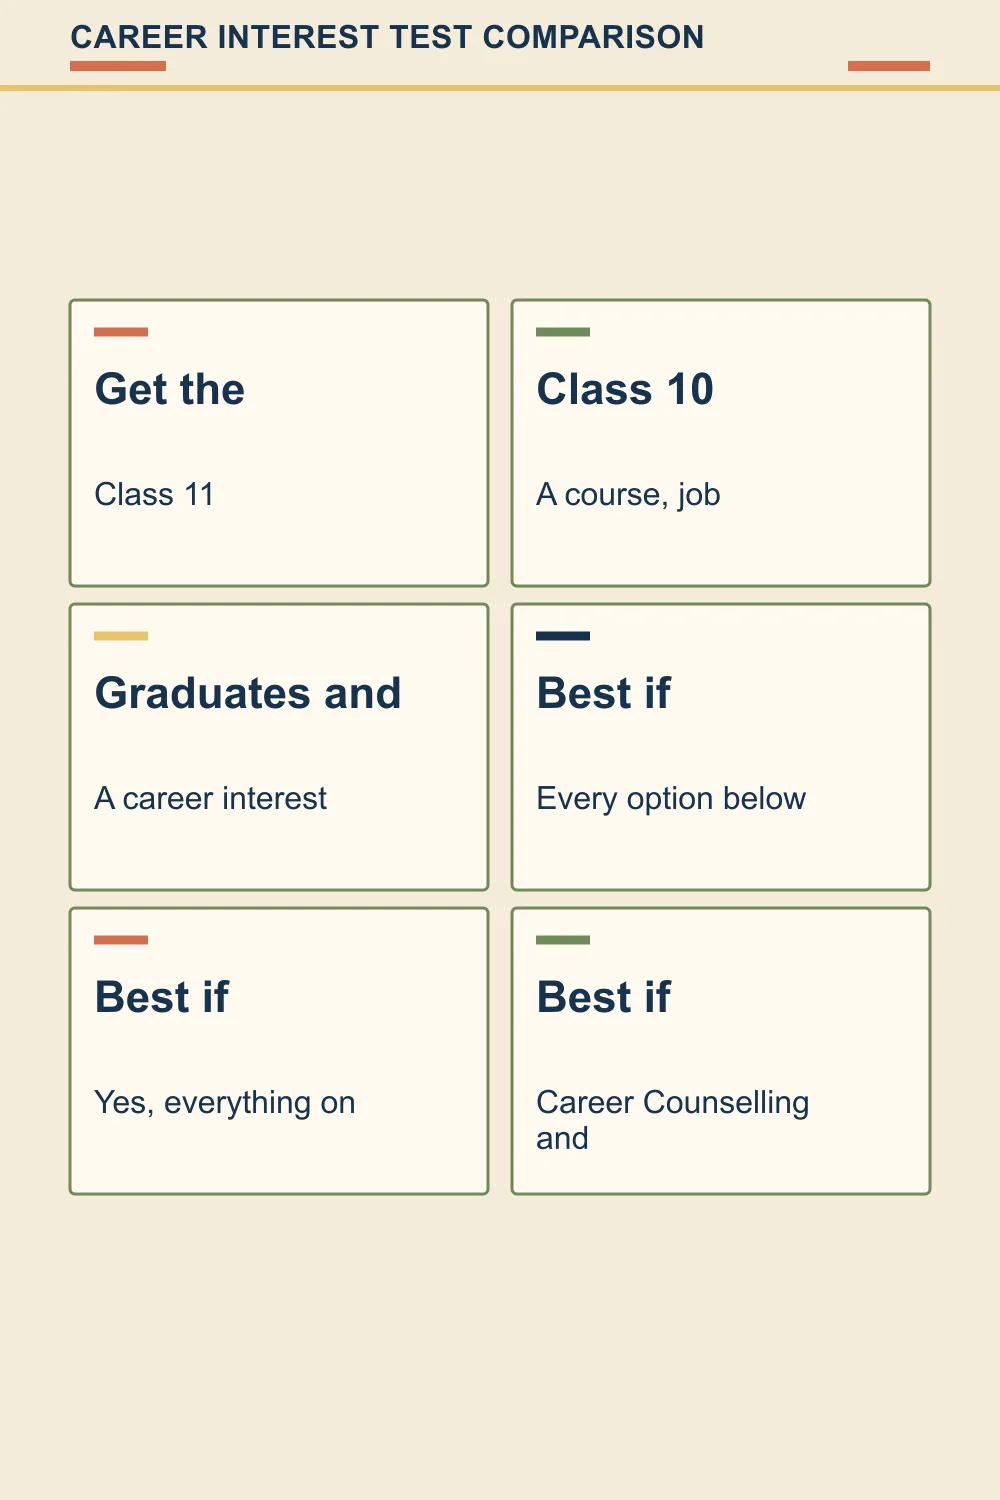 CAREER INTEREST TEST COMPARISON
Get the
Class 11
Class 10
A course, job
Graduates and
A career interest
Best if
Every option below
Best if
Yes, everything on
Best if
Career Counselling
and